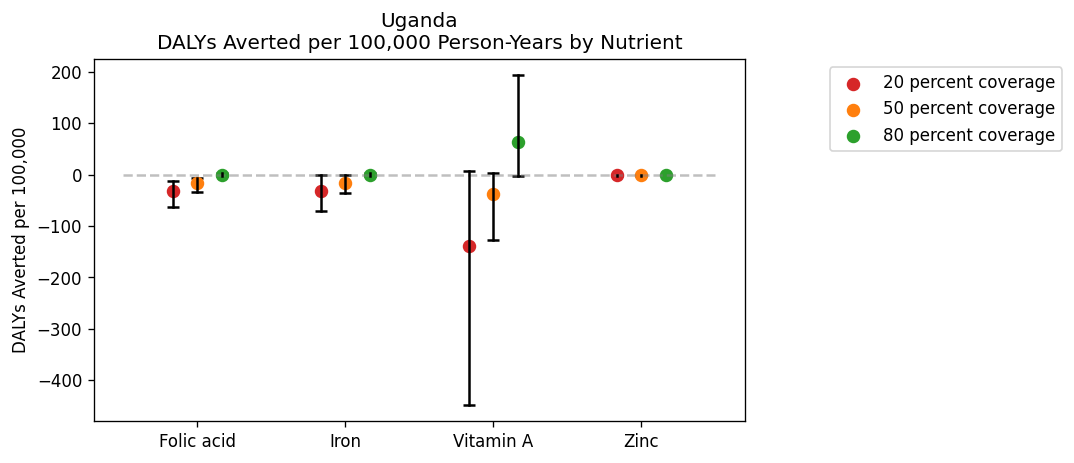 Uganda
DALYs Averted per 100,000 Person-Years by Nutrient
DALYs Averted per 100,000
200
100
0
−100
−200
−300
−400
Folic acid
Iron
Vitamin A
Zinc
20 percent coverage
50 percent coverage
80 percent coverage